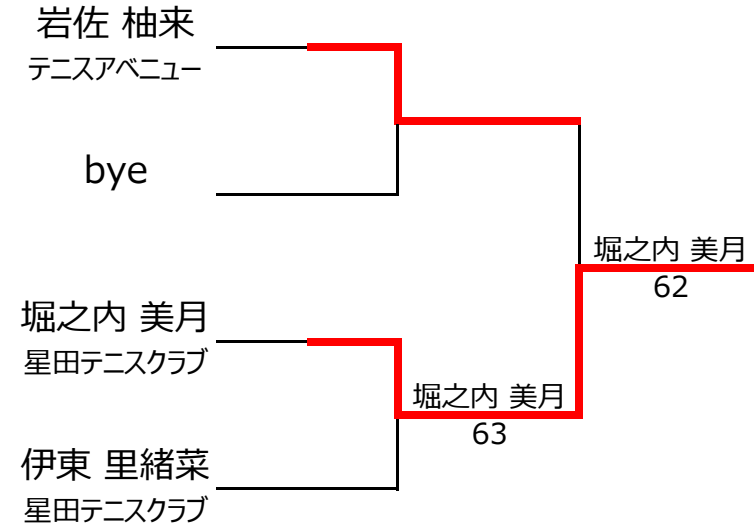 岩佐 柚来
テニスアベニュー
bye
堀之内 美月
62
堀之内 美月
星田テニスクラブ
堀之内 美月
63
伊東 里緒菜
星田テニスクラブ